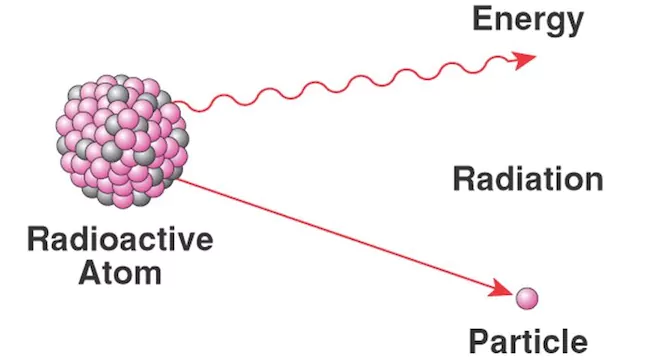 Energy
Radiation
Radioactive
Atom
Particle